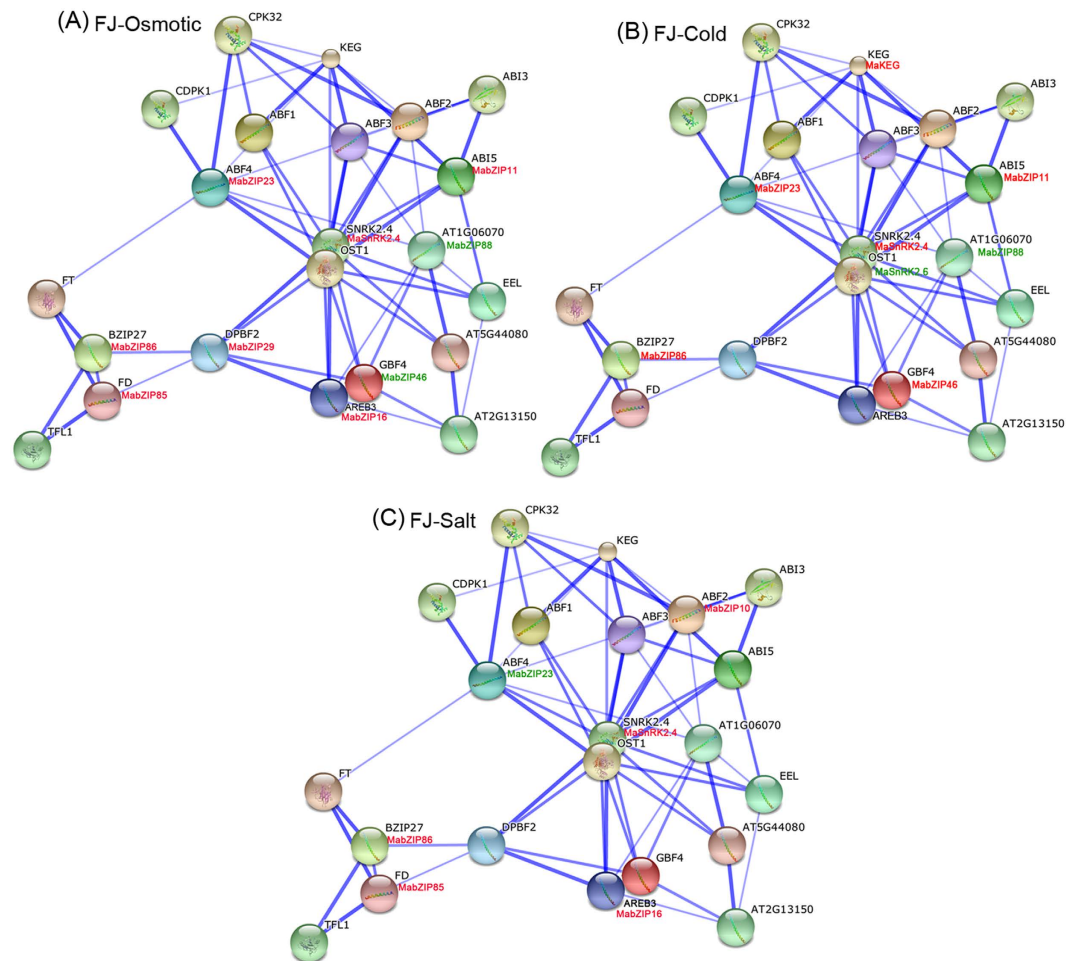 (A) FJ-Osmotic
CPK32
KEG
ABI3
CDPK1
ABF1
ABF2
ABF3
ABI5
MabZIP11
ABF4
MabZIP23
SNRK2.4
MaSnRK2.4
OST1
AT1G06070
MabZIP88
FT
EEL
BZIP27
MabZIP86
DPBF2
MabZIP29
AT5G44080
GBF4
MabZIP46
FD
MabZIP85
AREB3
MabZIP16
AT2G13150
TFL1
(B) FJ-Cold
CPK32
KEG
MaKEG
ABI3
CDPK1
ABF1
ABF2
ABF3
ABI5
MabZIP11
ABF4
MabZIP23
SNRK2.4
MaSnRK2.4
OST1
MaSnRK2.6
AT1G06070
MabZIP88
FT
EEL
BZIP27
MabZIP86
DPBF2
AT5G44080
GBF4
MabZIP46
FD
AREB3
AT2G13150
TFL1
(C) FJ-Salt
CPK32
KEG
ABI3
CDPK1
ABF1
ABF2
MabZIP10
ABF3
ABI5
ABF4
MabZIP23
SNRK2.4
MaSnRK2.4
OST1
AT1G06070
FT
EEL
BZIP27
MabZIP86
DPBF2
AT5G44080
GBF4
FD
MabZIP85
AREB3
MabZIP16
AT2G13150
TFL1